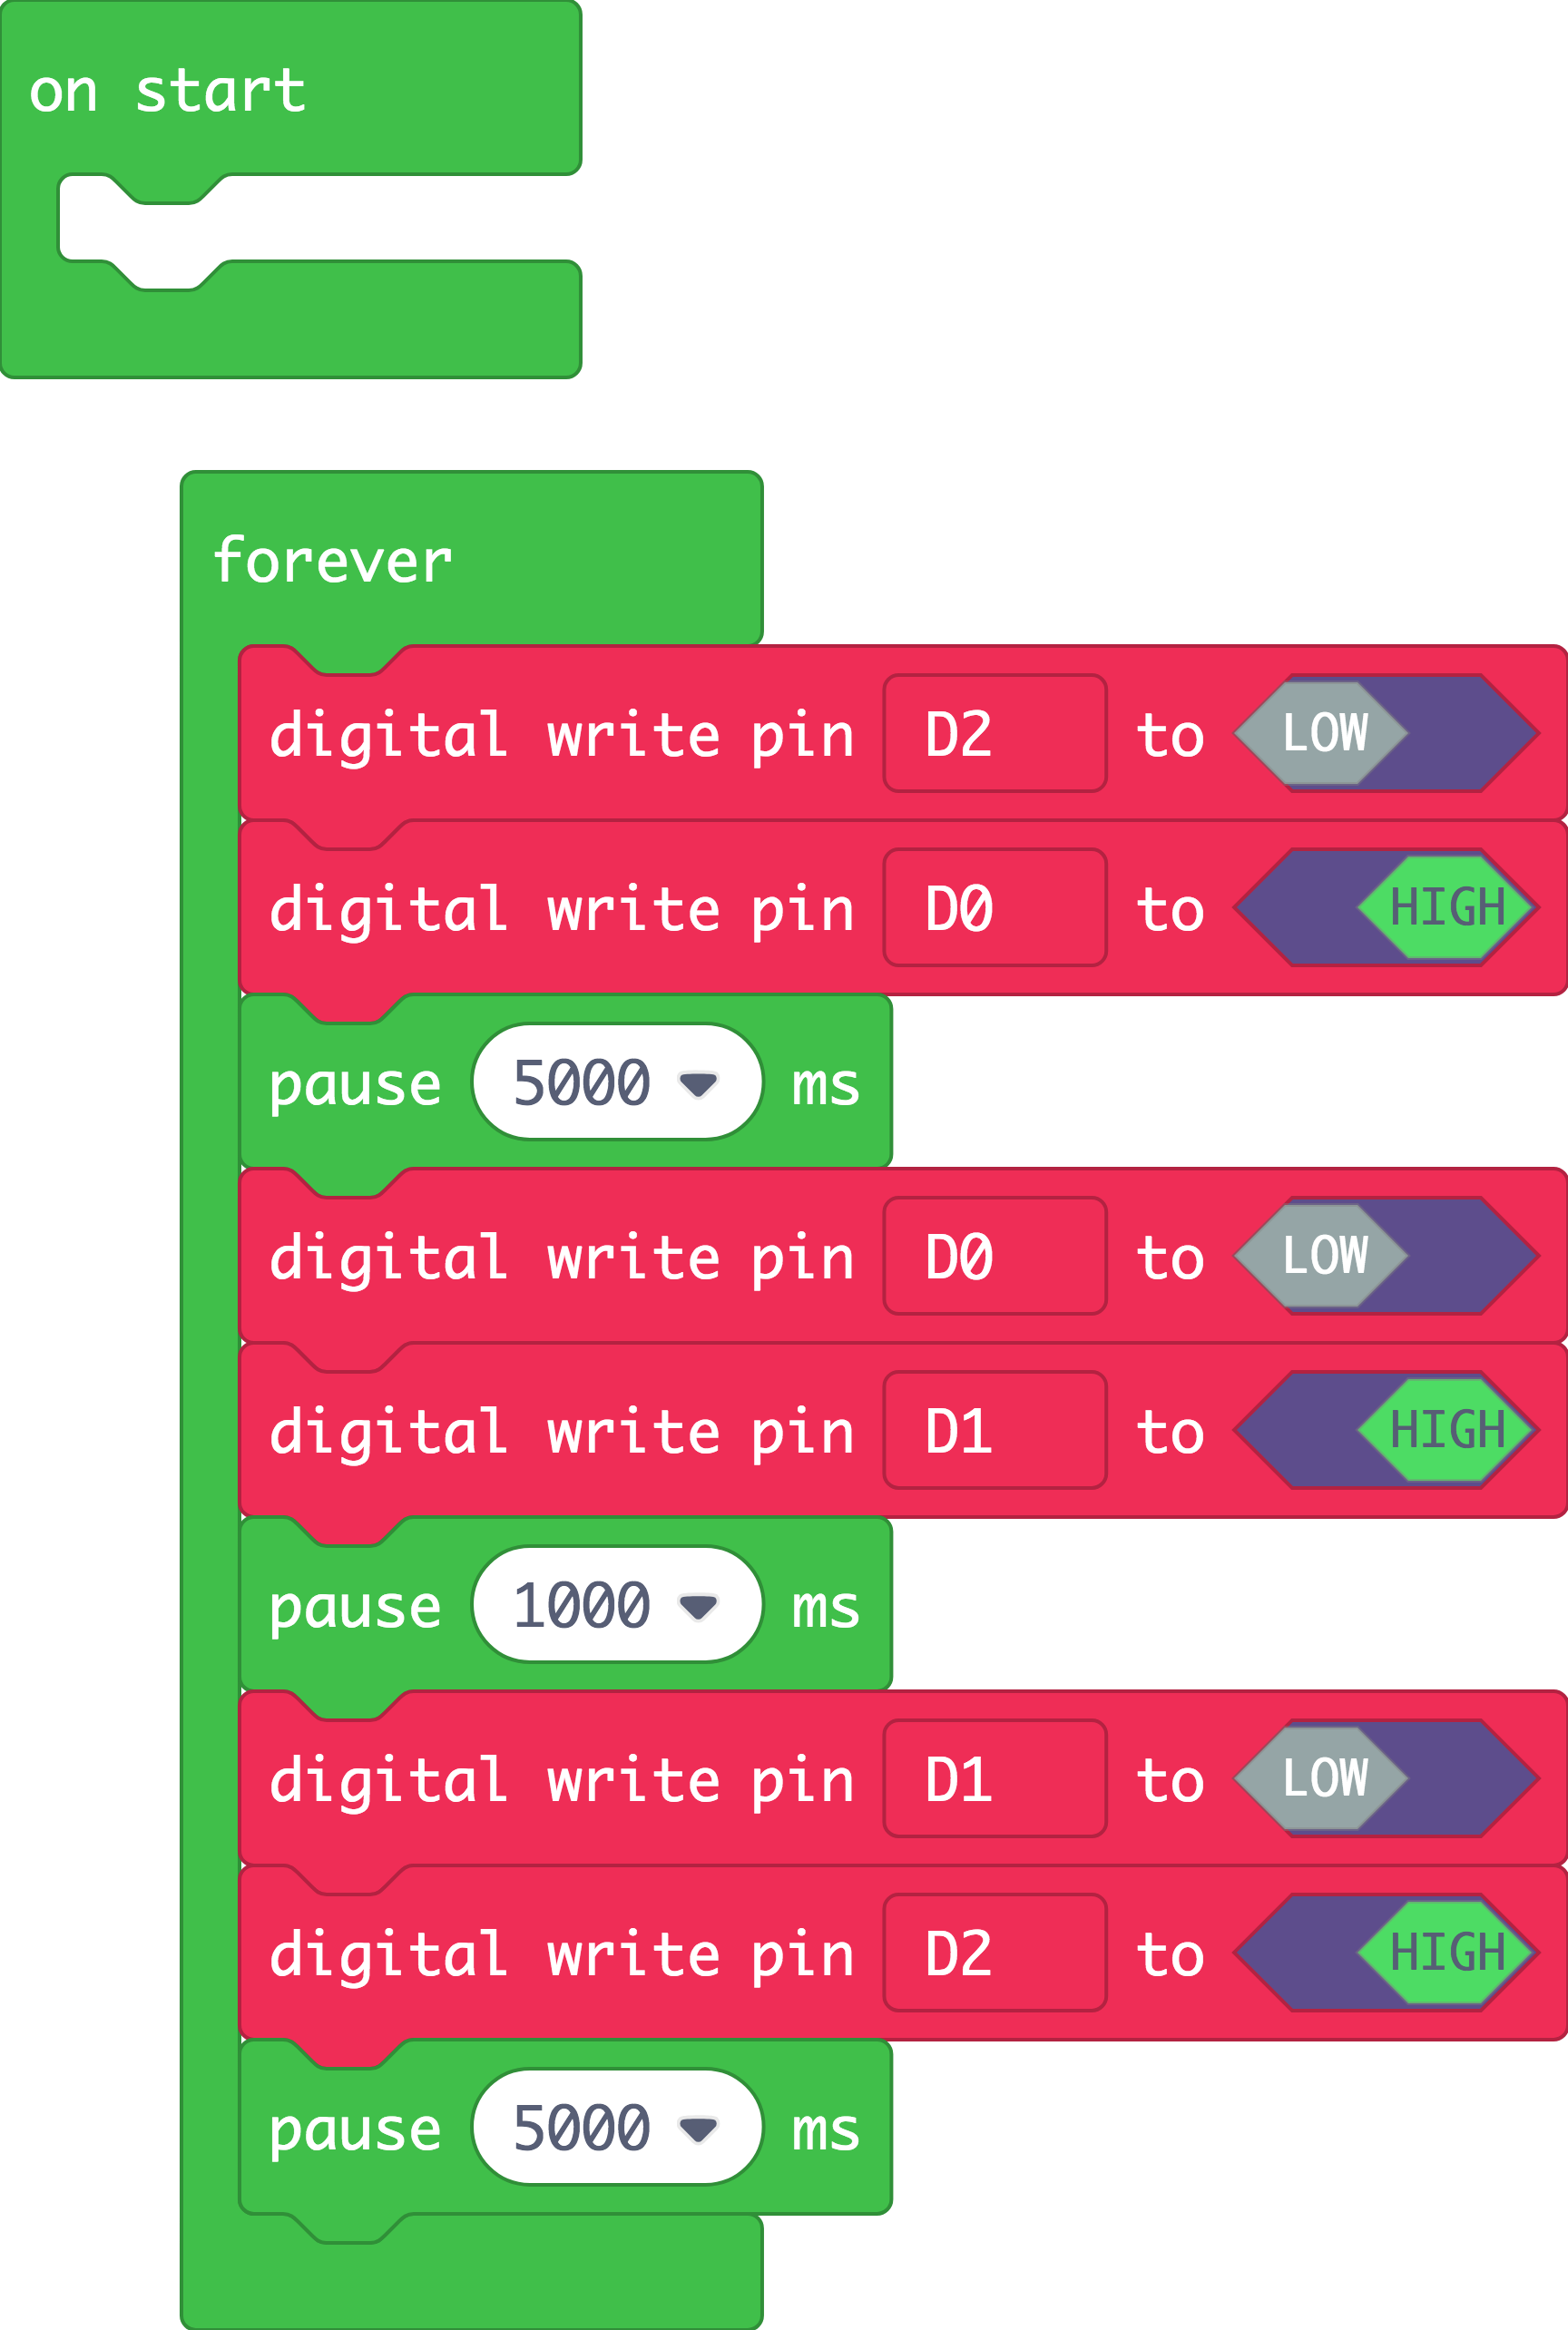 on start
forever
digital write pin D2 to LOW
digital write pin D0 to HIGH
pause 5000 ms
digital write pin D0 to LOW
digital write pin D1 to HIGH
pause 1000 ms
digital write pin D1 to LOW
digital write pin D2 to HIGH
pause 5000 ms